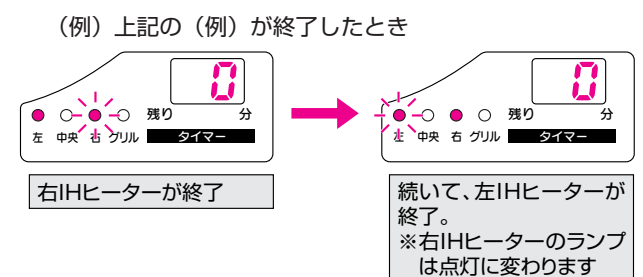 （例）上記の（例）が終了したとき
0
残り 分
左 中央 右 グリル タイマー
右IHヒーターが終了
0
残り 分
左 中央 右 グリル タイマー
続いて、左IHヒーターが
終了。
※右IHヒーターのランプ
は点灯に変わります